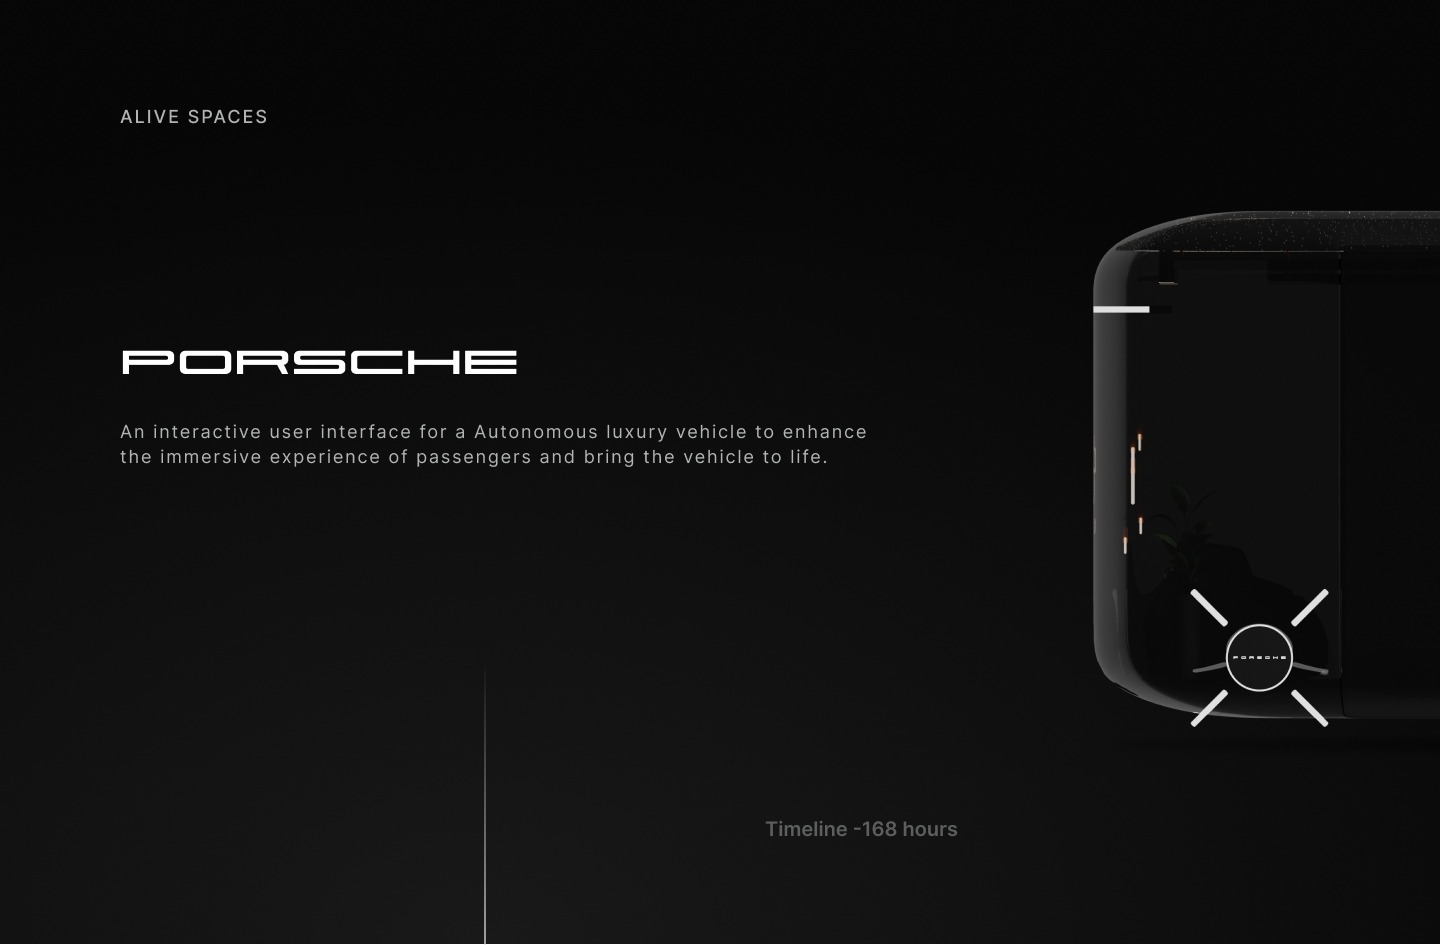 ALIVE SPACES
PORSCHE
An interactive user interface for a Autonomous luxury vehicle to enhance
the immersive experience of passengers and bring the vehicle to life.
PORSCHE
Timeline -168 hours